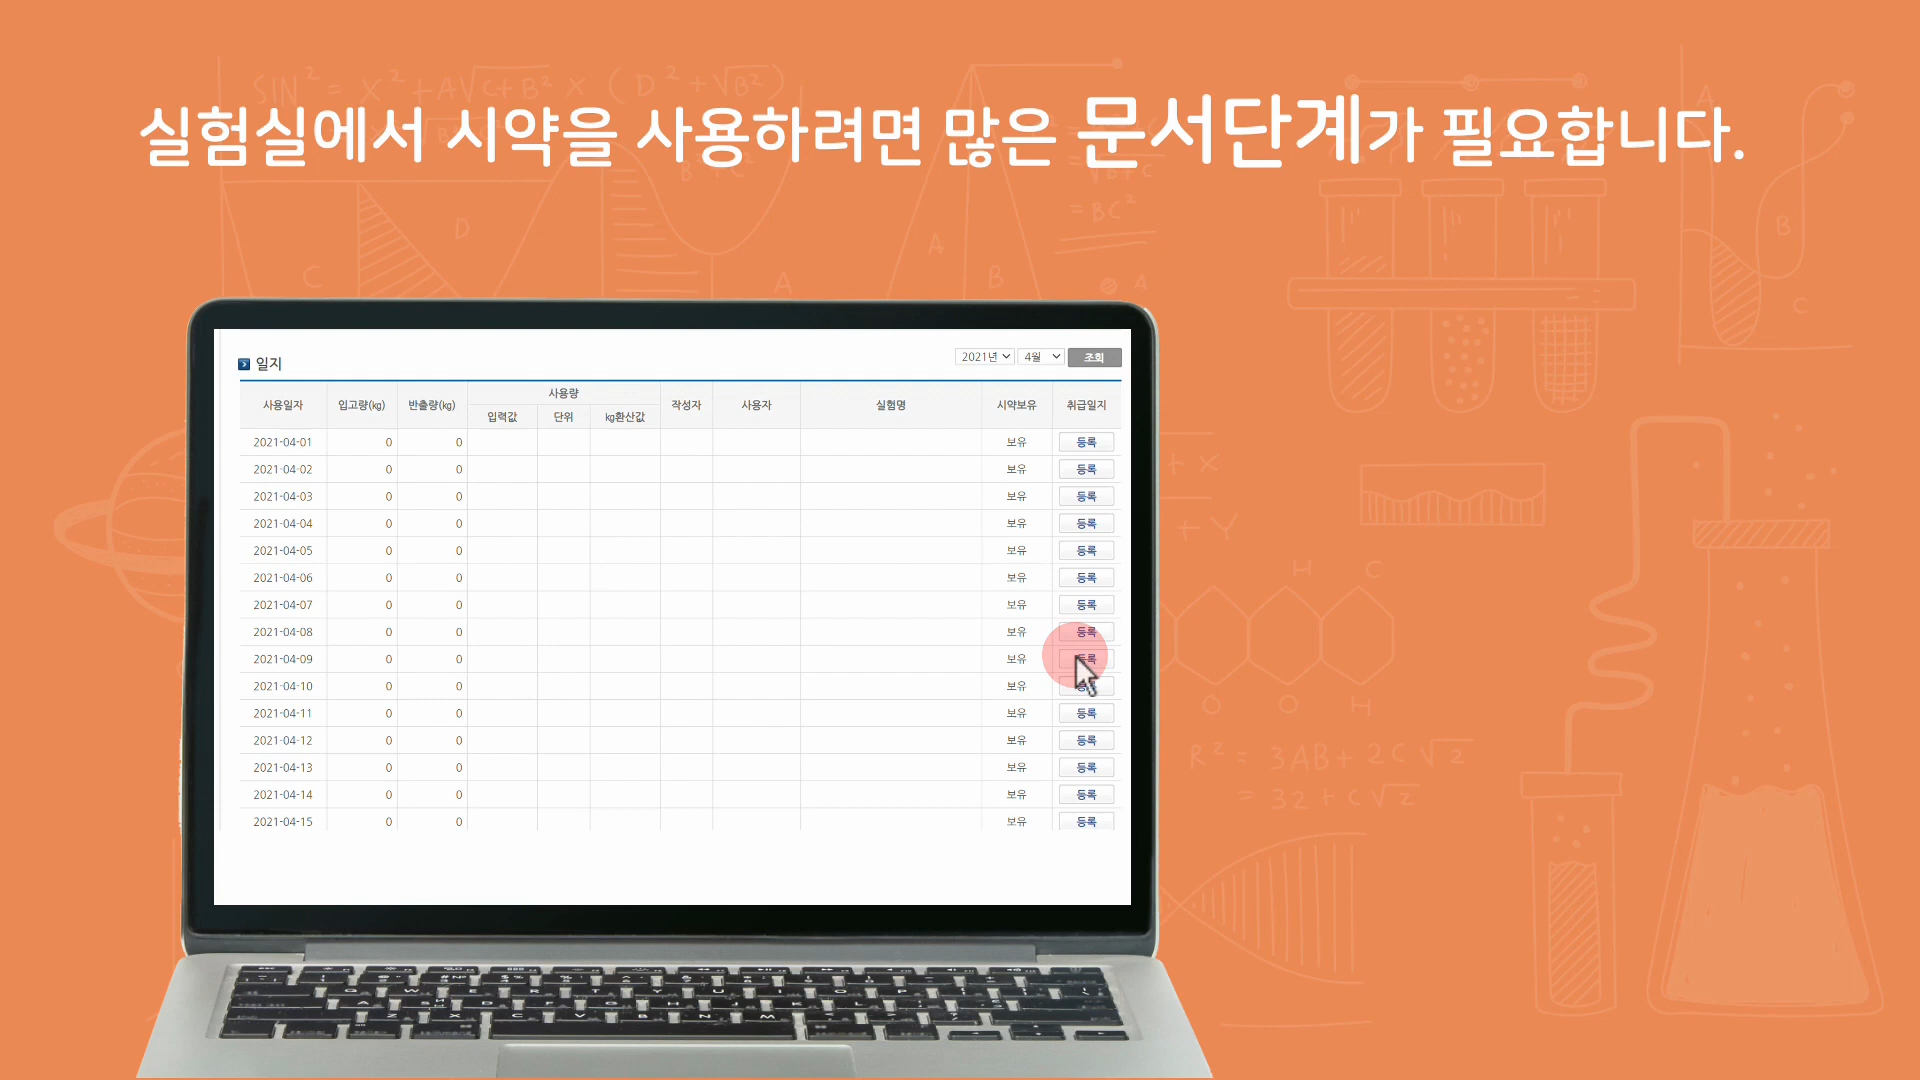 실험실에서 시약을 사용하려면 많은 문서단계가 필요합니다.
일지
2021년 4월 조회
사용일자 입고량(kg) 반출량(kg) 사용량 작성자 사용자 실험명 시약보유 취급일지
입력값 단위 kg환산값
2021-04-01 0 0 보유 등록
2021-04-02 0 0 보유 등록
2021-04-03 0 0 보유 등록
2021-04-04 0 0 보유 등록
2021-04-05 0 0 보유 등록
2021-04-06 0 0 보유 등록
2021-04-07 0 0 보유 등록
2021-04-08 0 0 보유 등록
2021-04-09 0 0 보유 등록
2021-04-10 0 0 보유
2021-04-11 0 0 보유 등록
2021-04-12 0 0 보유 등록
2021-04-13 0 0 보유 등록
2021-04-14 0 0 보유 등록
2021-04-15 0 0 보유 등록
H C
O O H
R² = 3AB + 2C√2
= 32 + C√2